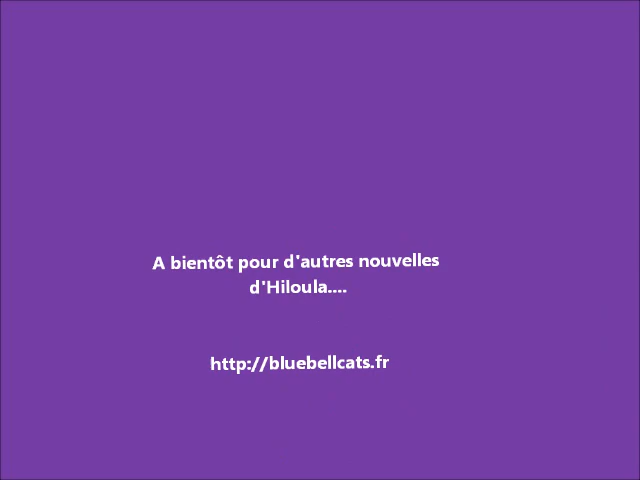 A bientôt pour d'autres nouvelles
d'Hiloula....
http://bluebellcats.fr